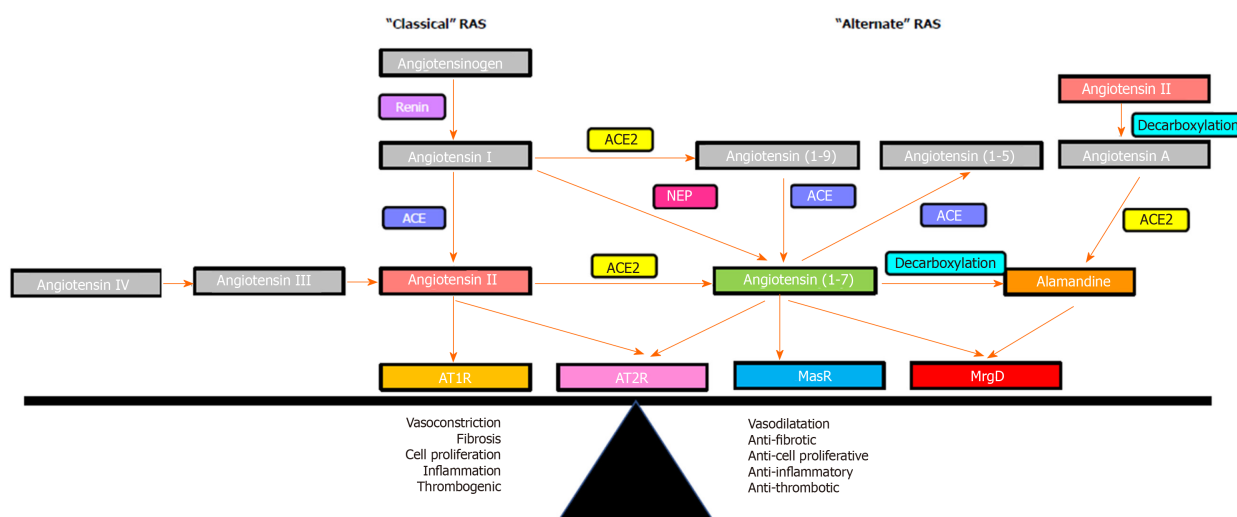 “Classical” RAS
“Alternate” RAS
Angiotensinogen
Angiotensin II
Renin
Decarboxylation
ACE2
Angiotensin I
Angiotensin (1-9)
Angiotensin (1-5)
Angiotensin A
NEP
ACE
ACE
ACE
ACE2
ACE2
Decarboxylation
Angiotensin IV
Angiotensin III
Angiotensin II
Angiotensin (1-7)
Alamandine
AT1R
AT2R
MasR
MrgD
Vasoconstriction
Fibrosis
Cell proliferation
Inflammation
Thrombogenic
Vasodilatation
Anti-fibrotic
Anti-cell proliferative
Anti-inflammatory
Anti-thrombotic